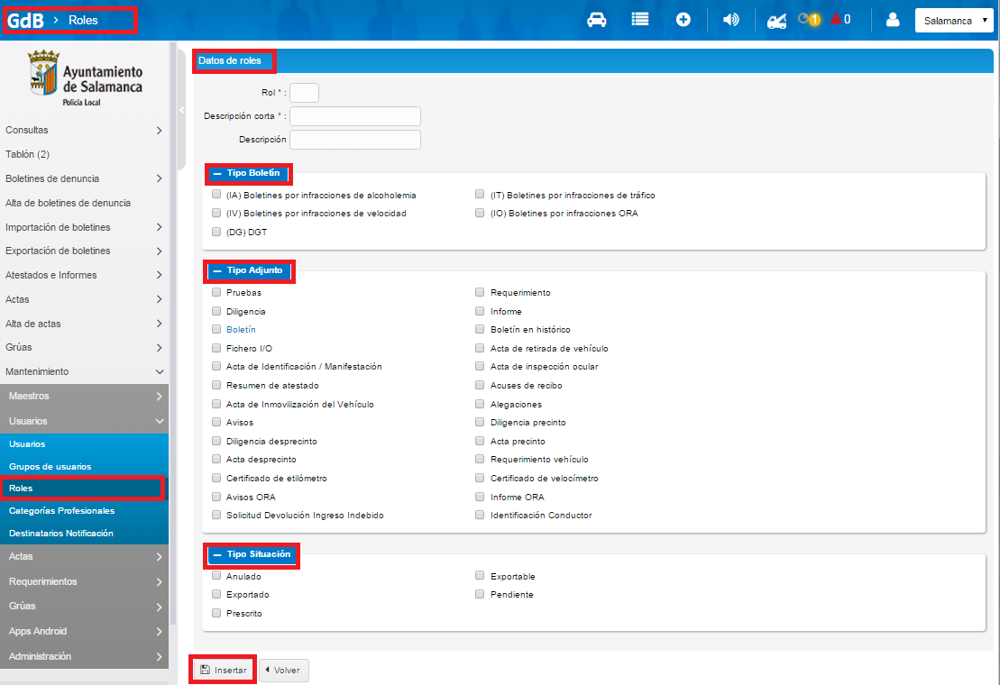 GdB > Roles
1
0
Salamanca
Ayuntamiento
de Salamanca
Policía Local
Consultas
Tablón (2)
Boletines de denuncia
Alta de boletines de denuncia
Importación de boletines
Exportación de boletines
Atestados e Informes
Actas
Alta de actas
Grúas
Mantenimiento
Maestros
Usuarios
Usuarios
Grupos de usuarios
Roles
Categorías Profesionales
Destinatarios Notificación
Actas
Requerimientos
Grúas
Apps Android
Administración
Datos de roles
Rol * :
Descripción corta * :
Descripción
Tipo Boletín
(IA) Boletines por infracciones de alcoholemia
(IT) Boletines por infracciones de tráfico
(IV) Boletines por infracciones de velocidad
(IO) Boletines por infracciones ORA
(DG) DGT
Tipo Adjunto
Pruebas
Requerimiento
Diligencia
Informe
Boletín
Boletín en histórico
Fichero I/O
Acta de retirada de vehículo
Acta de Identificación / Manifestación
Acta de inspección ocular
Resumen de atestado
Acuses de recibo
Acta de Inmovilización del Vehículo
Alegaciones
Avisos
Diligencia precinto
Diligencia desprecinto
Acta precinto
Acta desprecinto
Requerimiento vehículo
Certificado de etilómetro
Certificado de velocímetro
Avisos ORA
Informe ORA
Solicitud Devolución Ingreso Indebido
Identificación Conductor
Tipo Situación
Anulado
Exportable
Exportado
Pendiente
Prescrito
Insertar
Volver